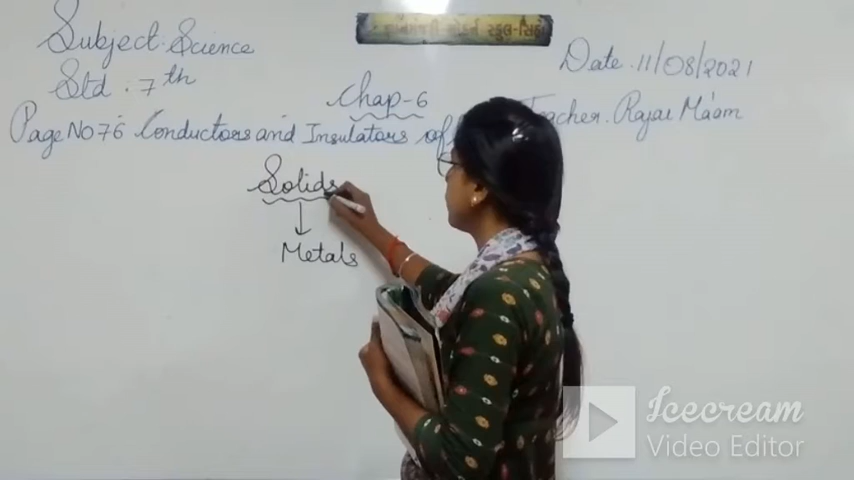 Subject: Science
Std : 7th
Date : 11/08/2021
Chap-6
Teacher. Rajal Ma'am
Page No 76 Conductors and Insulators of
Solids
Metals
Icecream
Video Editor